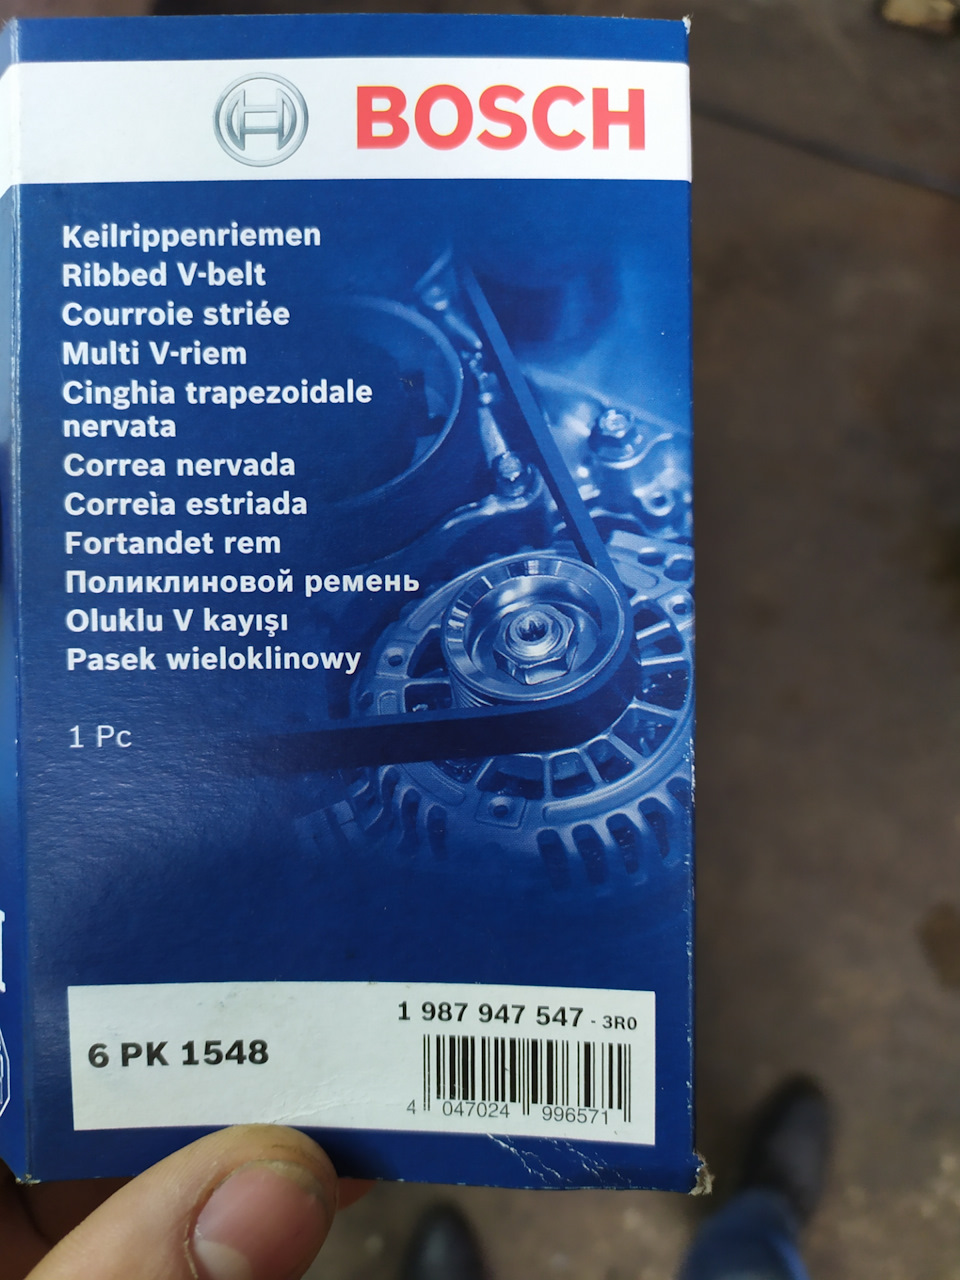 BOSCH
Keilrippenriemen
Ribbed V-belt
Courroie striée
Multi V-riem
Cinghia trapezoidale
nervata
Correa nervada
Correìa estriada
Fortandet rem
Поликлиновой ремень
Oluklu V kayışı
Pasek wieloklinowy
1 Pc
1 987 947 547 - 3R0
6 PK 1548
4 047024 996571